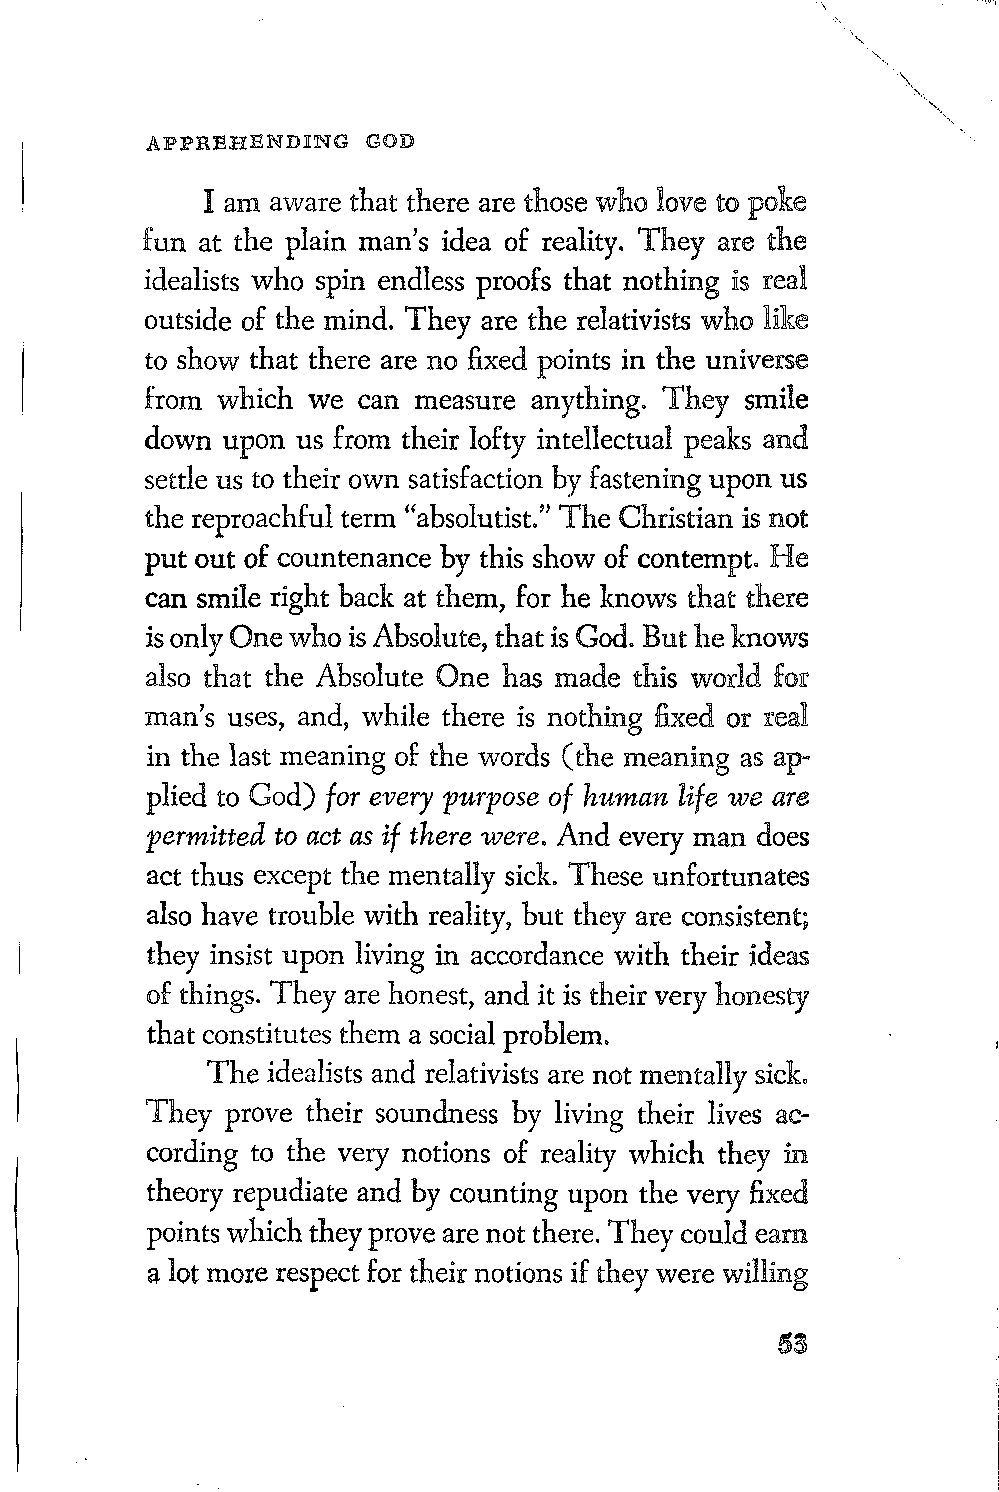 APPREHENDING GOD
I am aware that there are those who love to poke
fun at the plain man's idea of reality. They are the
idealists who spin endless proofs that nothing is real
outside of the mind. They are the relativists who like
to show that there are no fixed points in the universe
from which we can measure anything. They smile
down upon us from their lofty intellectual peaks and
settle us to their own satisfaction by fastening upon us
the reproachful term “absolutist.” The Christian is not
put out of countenance by this show of contempt. He
can smile right back at them, for he knows that there
is only One who is Absolute, that is God. But he knows
also that the Absolute One has made this world for
man's uses, and, while there is nothing fixed or real
in the last meaning of the words (the meaning as ap-
plied to God) for every purpose of human life we are
permitted to act as if there were. And every man does
act thus except the mentally sick. These unfortunates
also have trouble with reality, but they are consistent;
they insist upon living in accordance with their ideas
of things. They are honest, and it is their very honesty
that constitutes them a social problem.
The idealists and relativists are not mentally sick.
They prove their soundness by living their lives ac-
cording to the very notions of reality which they in
theory repudiate and by counting upon the very fixed
points which they prove are not there. They could earn
a lot more respect for their notions if they were willing
53